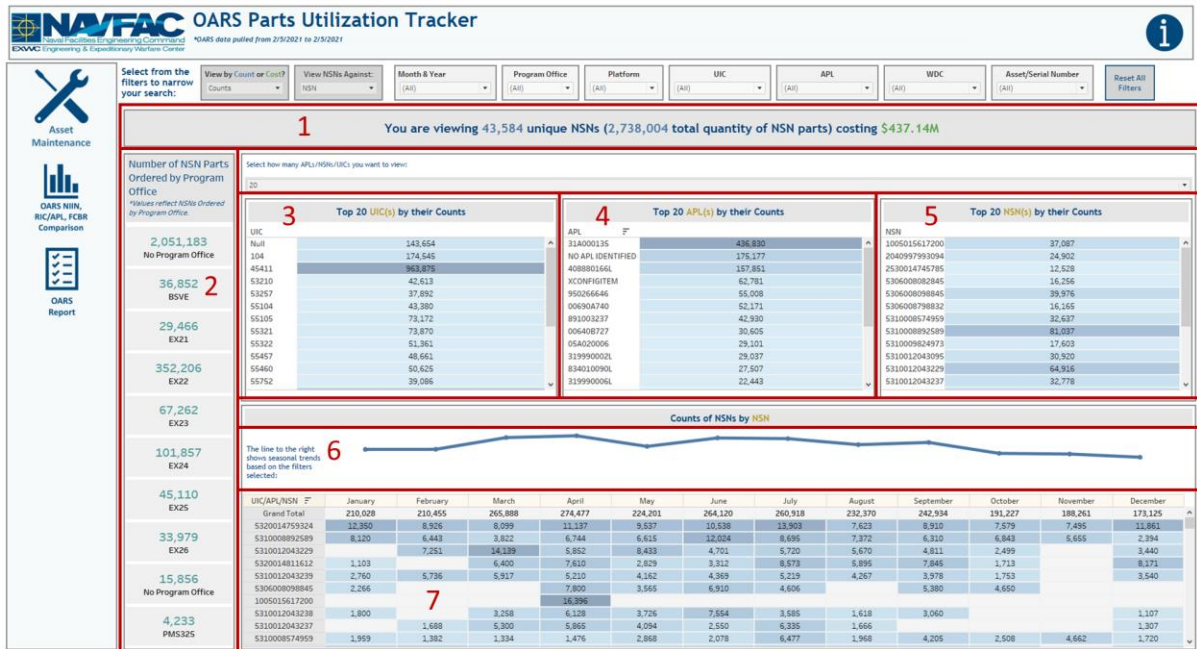 NAVFAC
Naval Facilities Engineering Command
EXWC Engineering & Expeditionary Warfare Center
OARS Parts Utilization Tracker
*OARS data pulled from 2/5/2021 to 2/5/2021
i
Asset
Maintenance
OARS NIIN,
RIC/APL, FCBR
Comparison
OARS
Report
Select from the
filters to narrow
your search:
View by Count or Cost?
Counts
View NSNs Against:
NSN
Month & Year
(All)
Program Office
(All)
Platform
(All)
UIC
(All)
APL
(All)
WDC
(All)
Asset/Serial Number
(All)
Reset All
Filters
1
You are viewing 43,584 unique NSNs (2,738,004 total quantity of NSN parts) costing $437.14M
Number of NSN Parts
Ordered by Program
Office
*Values reflect NSNs Ordered
by Program Office.
2,051,183
No Program Office
36,852
BSVE
2
29,466
EX21
352,206
EX22
67,262
EX23
101,857
EX24
45,110
EX25
33,979
EX26
15,856
No Program Office
4,233
PMS325
Select how many APLs/NSNs/UICs you want to view:
20
3
Top 20 UIC(s) by their Counts
UIC
Null 143,654
104 174,545
45411 963,875
53210 42,613
53257 37,892
55104 43,380
55105 73,172
55321 73,870
55322 51,361
55457 48,661
55460 50,625
55752 39,086
4
Top 20 APL(s) by their Counts
APL
31A000135 436,830
NO APL IDENTIFIED 175,177
408880166L 157,851
XCONFIGITEM 62,781
950266646 55,008
00690A740 52,171
891003237 42,930
00640B727 30,605
05A020006 29,101
319990002L 29,037
834010090L 27,507
319990006L 22,443
5
Top 20 NSN(s) by their Counts
NSN
1005015617200 37,087
2040997993094 24,902
2530014745785 12,528
5306008082845 16,256
5306008098845 39,976
5306008798832 16,165
5310008574959 32,637
5310008892589 81,037
5310009824973 17,603
5310012043095 30,920
5310012043229 64,916
5310012043237 32,778
Counts of NSNs by NSN
6
The line to the right
shows seasonal trends
based on the filters
selected:
UIC/APL/NSN January February March April May June July August September October November December
Grand Total 210,028 210,455 265,888 274,477 224,201 264,120 260,918 232,370 242,934 191,227 188,261 173,125
5320014759324 12,350 8,926 8,099 11,137 9,537 10,538 13,903 7,623 8,910 7,579 7,495 11,861
5310008892589 8,120 6,443 3,822 6,744 6,615 12,024 8,695 7,372 6,310 6,843 5,655 2,394
5310012043229 7,251 14,139 5,852 8,433 4,701 5,720 5,670 4,811 2,499 3,440
5320014811612 1,103 6,400 7,610 2,829 3,312 8,573 5,895 7,845 1,713 8,171
5310012043239 2,760 5,736 5,917 5,210 4,162 4,369 5,219 4,267 3,978 1,753 3,540
5306008098845 2,266 7,800 3,565 6,910 4,606 5,380 4,650
1005015617200 16,396
7
5310012043238 1,800 3,258 6,128 3,726 7,554 3,585 1,618 3,060 1,107
5310012043237 1,688 5,300 5,865 4,094 2,550 6,335 1,666 1,307
5310008574959 1,959 1,382 1,334 1,476 2,868 2,078 6,477 1,968 4,205 2,508 4,662 1,720